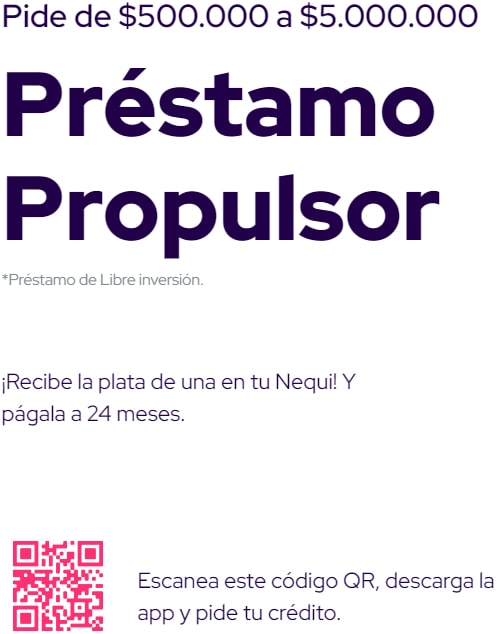 Pide de $500.000 a $5.000.000
Préstamo
Propulsor
*Préstamo de Libre inversión.
¡Recibe la plata de una en tu Nequi! Y
págala a 24 meses.
Escanea este código QR, descarga la
app y pide tu crédito.